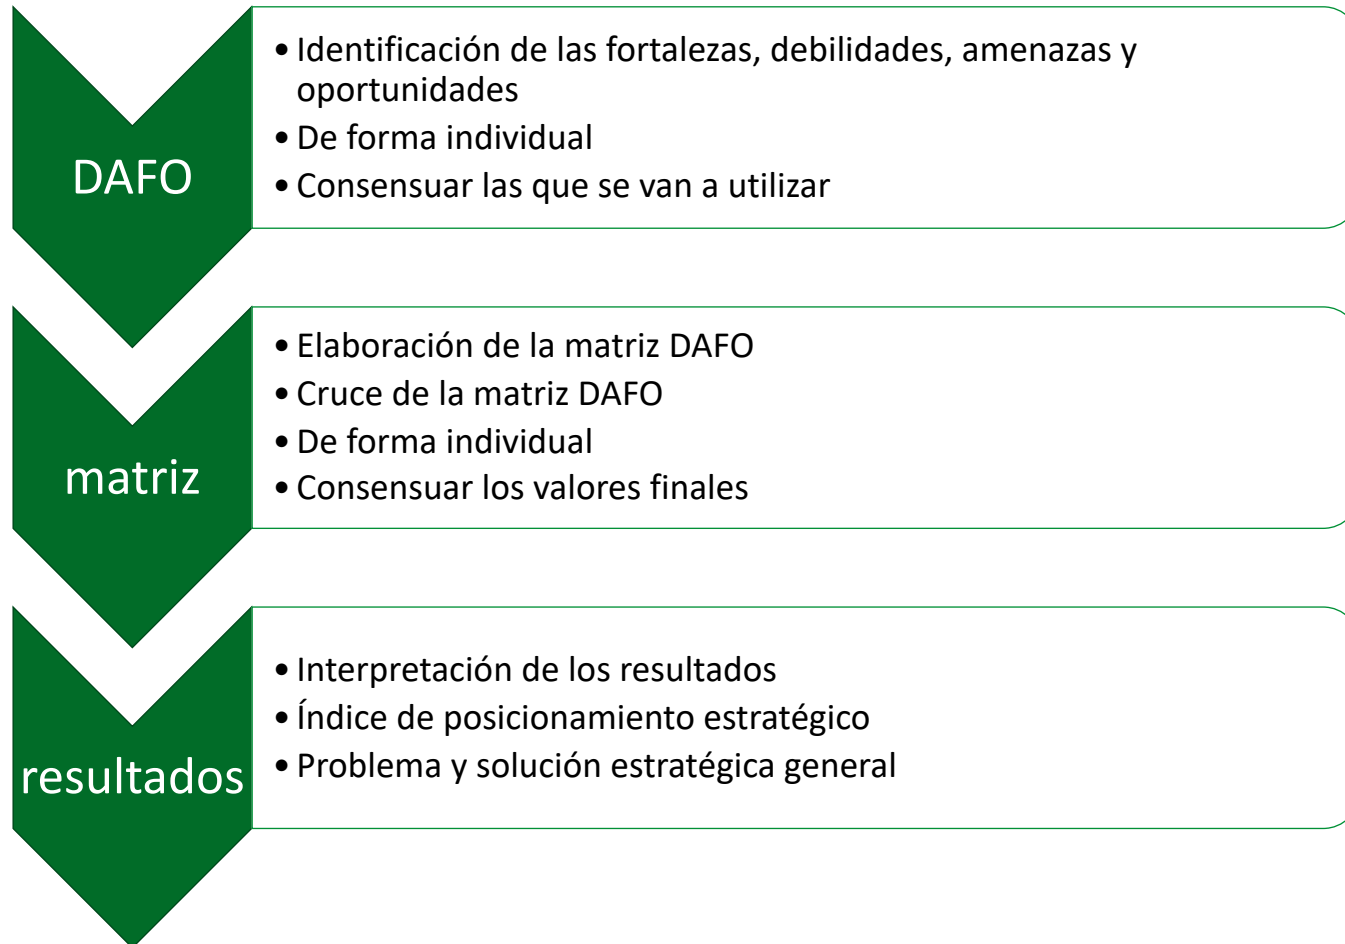 DAFO
• Identificación de las fortalezas, debilidades, amenazas y
oportunidades
• De forma individual
• Consensuar las que se van a utilizar
matriz
• Elaboración de la matriz DAFO
• Cruce de la matriz DAFO
• De forma individual
• Consensuar los valores finales
resultados
• Interpretación de los resultados
• Índice de posicionamiento estratégico
• Problema y solución estratégica general